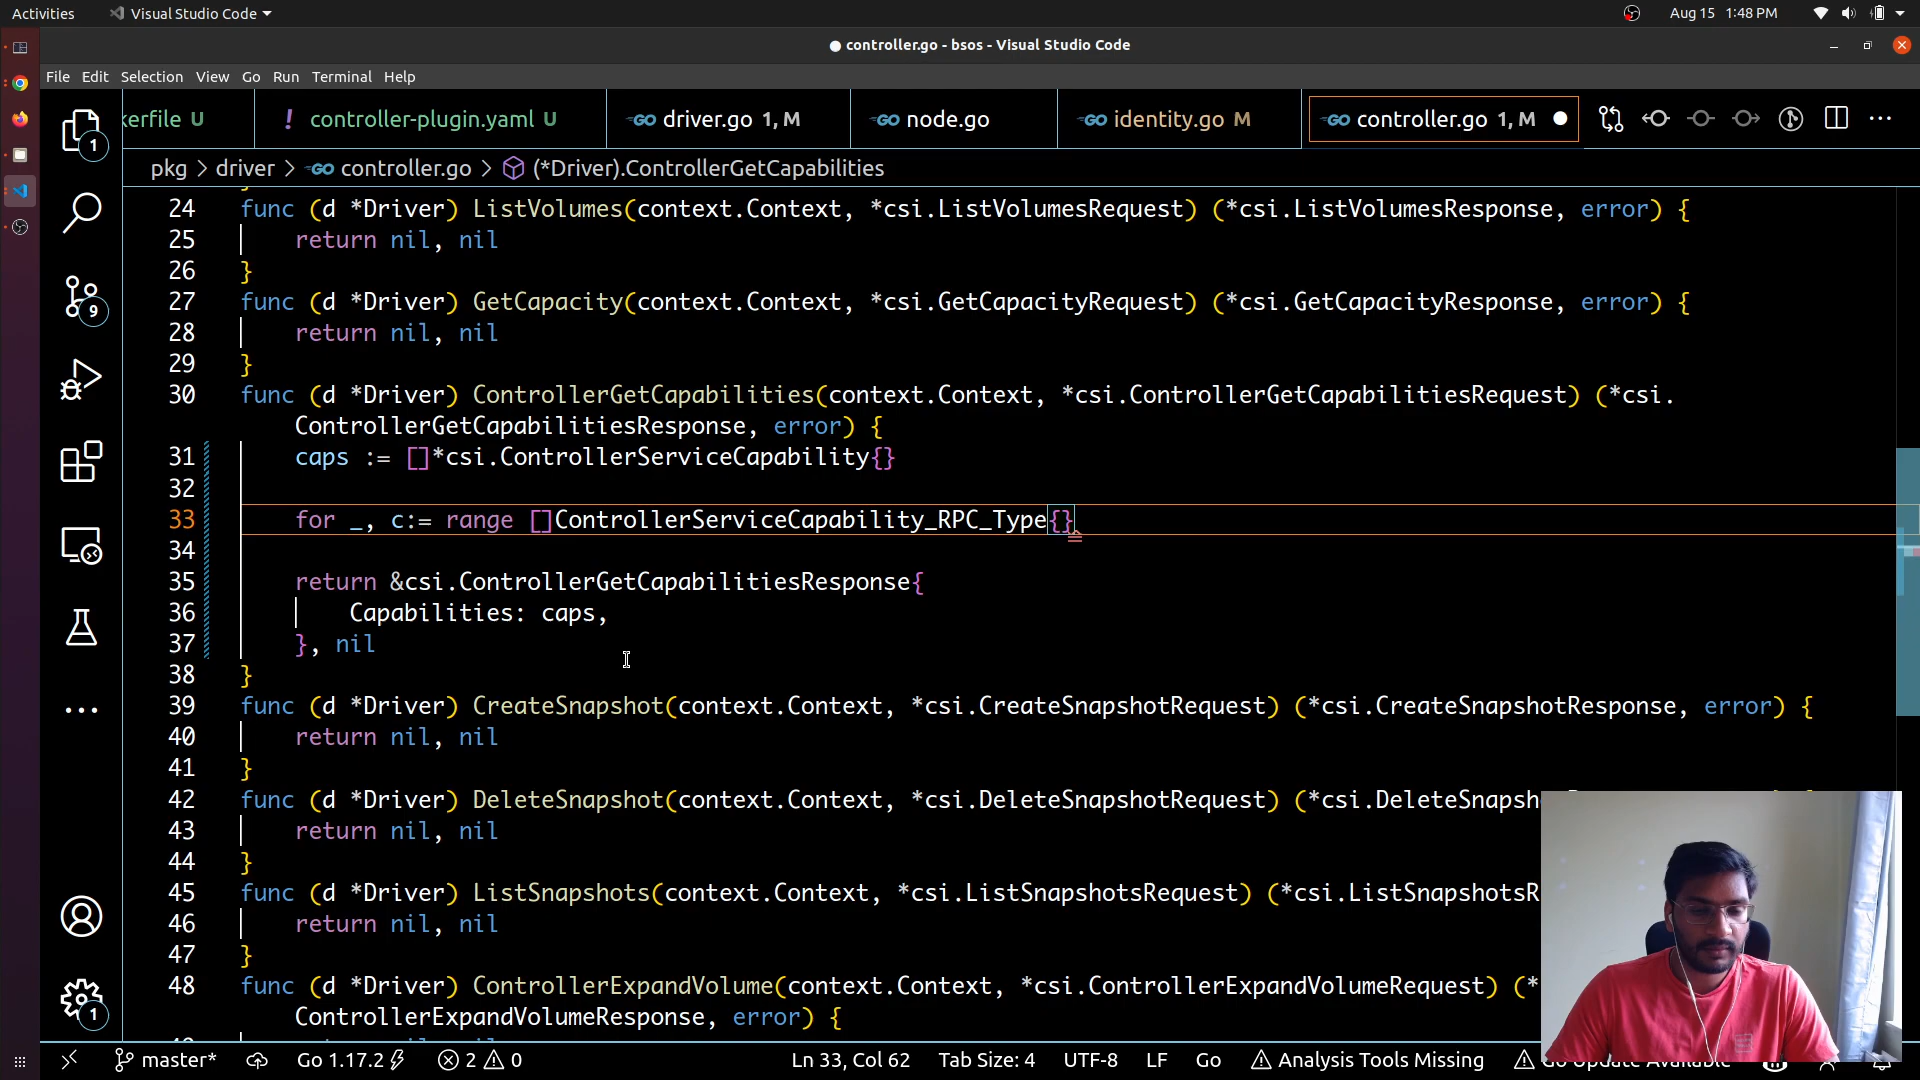 Activities Visual Studio Code Aug 15 1:48 PM
controller.go - bsos - Visual Studio Code
File Edit Selection View Go Run Terminal Help
kerfile U controller-plugin.yaml U driver.go 1, M node.go identity.go M controller.go 1, M
pkg > driver > controller.go > (*Driver).ControllerGetCapabilities
24 func (d *Driver) ListVolumes(context.Context, *csi.ListVolumesRequest) (*csi.ListVolumesResponse, error) {
25 return nil, nil
26 }
27 func (d *Driver) GetCapacity(context.Context, *csi.GetCapacityRequest) (*csi.GetCapacityResponse, error) {
28 return nil, nil
29 }
30 func (d *Driver) ControllerGetCapabilities(context.Context, *csi.ControllerGetCapabilitiesRequest) (*csi.
ControllerGetCapabilitiesResponse, error) {
31 caps := []*csi.ControllerServiceCapability{}
32
33 for _, c:= range []ControllerServiceCapability_RPC_Type{}
34
35 return &csi.ControllerGetCapabilitiesResponse{
36 Capabilities: caps,
37 }, nil
38 }
39 func (d *Driver) CreateSnapshot(context.Context, *csi.CreateSnapshotRequest) (*csi.CreateSnapshotResponse, error) {
40 return nil, nil
41 }
42 func (d *Driver) DeleteSnapshot(context.Context, *csi.DeleteSnapsh
43 return nil, nil
44 }
45 func (d *Driver) ListSnapshots(context.Context, *csi.ListSnapshotsRequest) (*csi.ListSnapshotsR
46 return nil, nil
47 }
48 func (d *Driver) ControllerExpandVolume(context.Context, *csi.ControllerExpandVolumeRequest) (*
ControllerExpandVolumeResponse, error) {
1
9
1
master* Go 1.17.2 2 0 Ln 33, Col 62 Tab Size: 4 UTF-8 LF Go Analysis Tools Missing Go Update Available